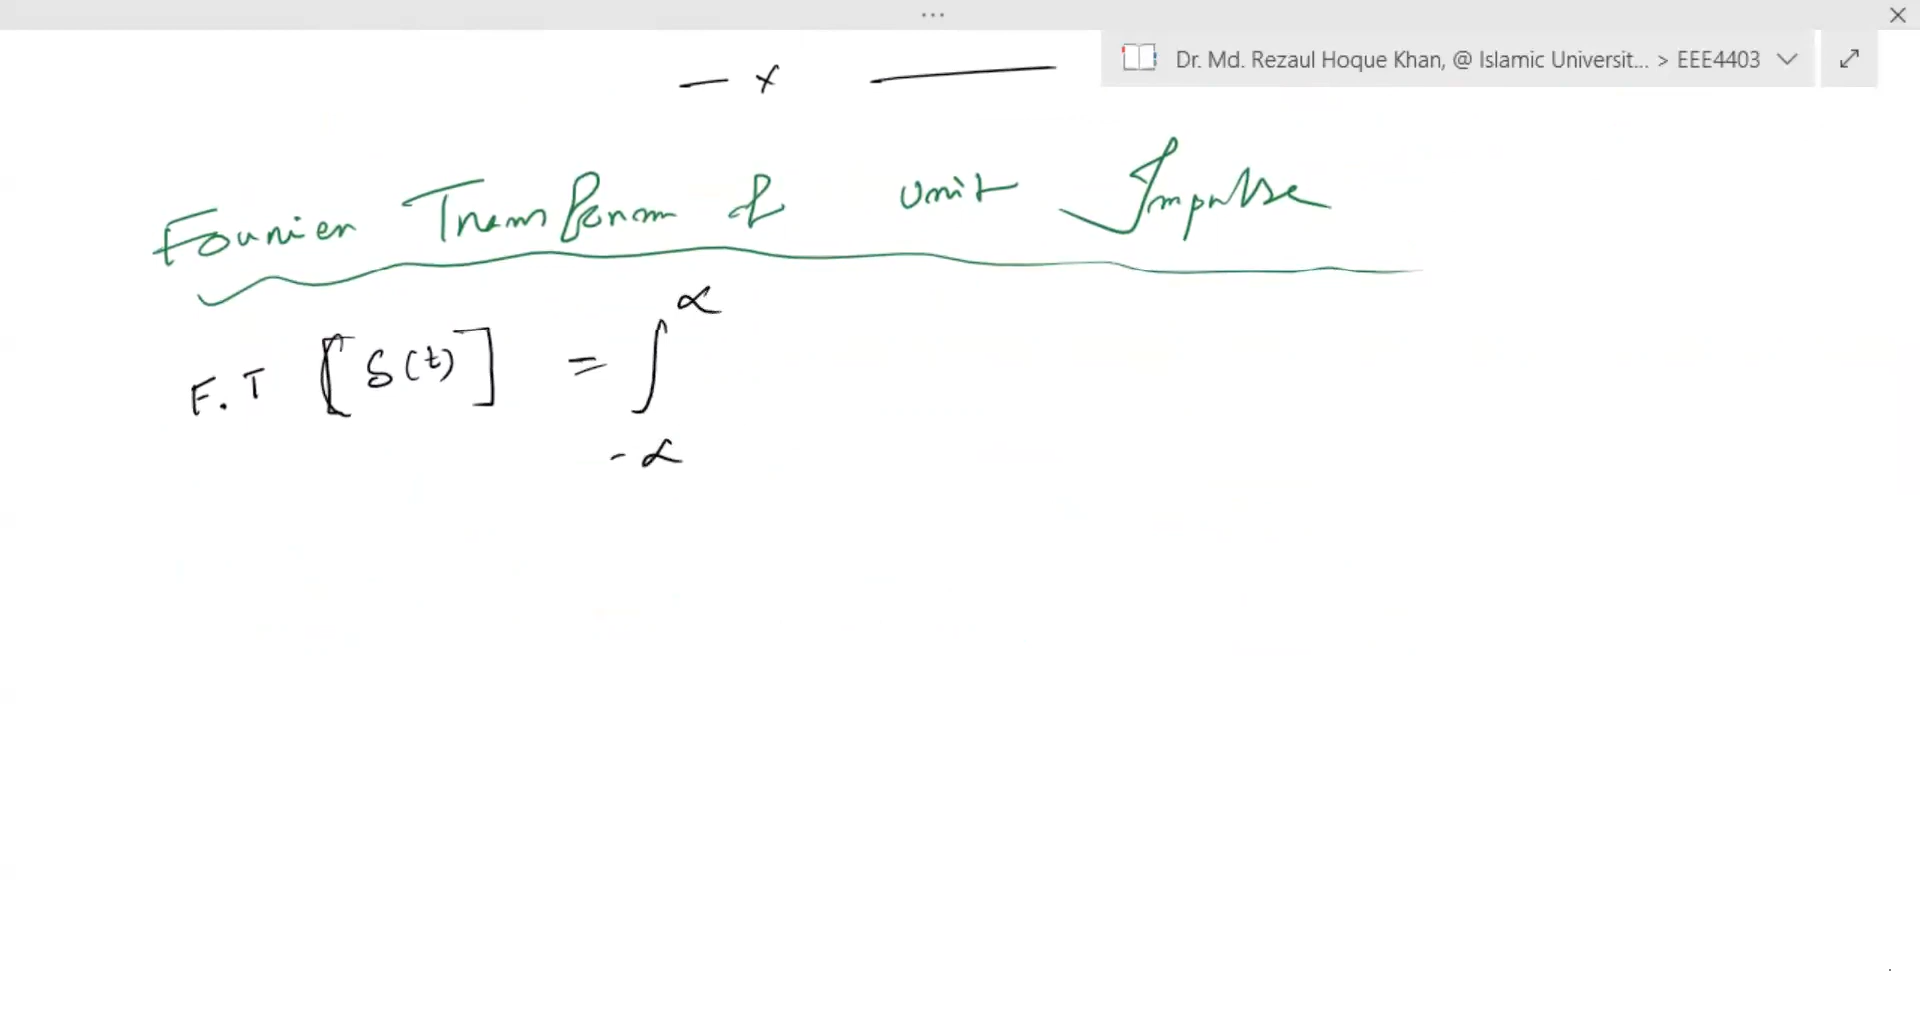 ...
Dr. Md. Rezaul Hoque Khan, @ Islamic Universit... > EEE4403
— x —
Fourier Transform of unit Impulse
F.T [δ(t)] = ∫_{-α}^{α}